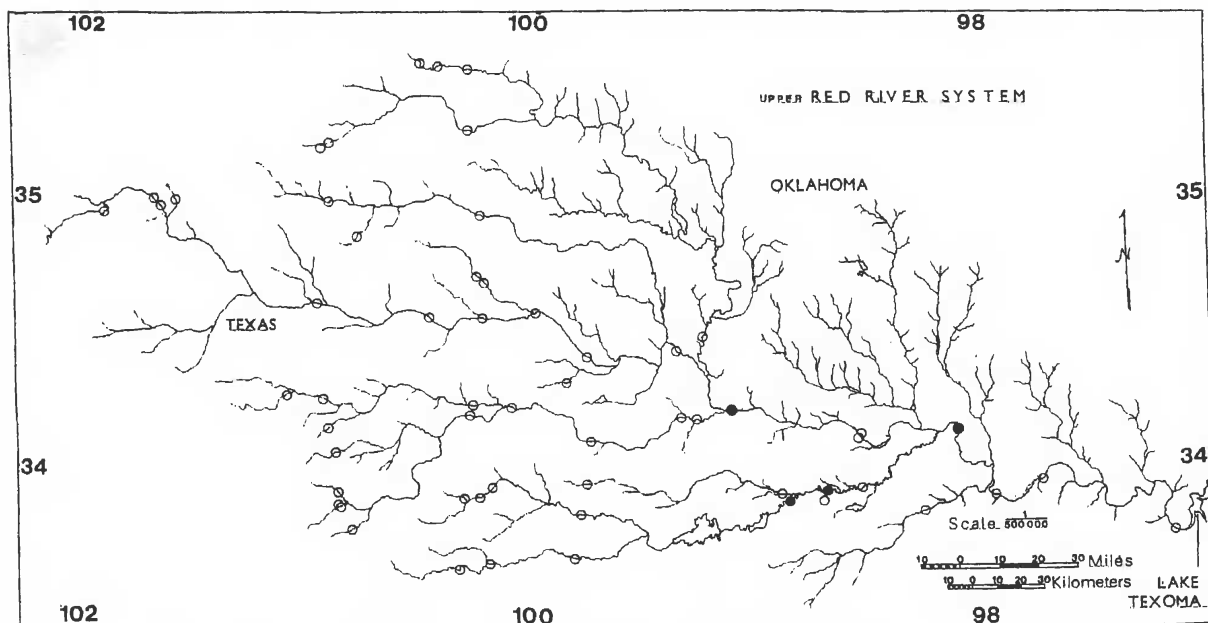 102 100 98
UPPER RED RIVER SYSTEM
OKLAHOMA
35 35
N
TEXAS
34 34
Scale 1/500000
10 0 10 20 30 Miles
10 0 10 20 30 Kilometers
LAKE
TEXOMA
102 100 98